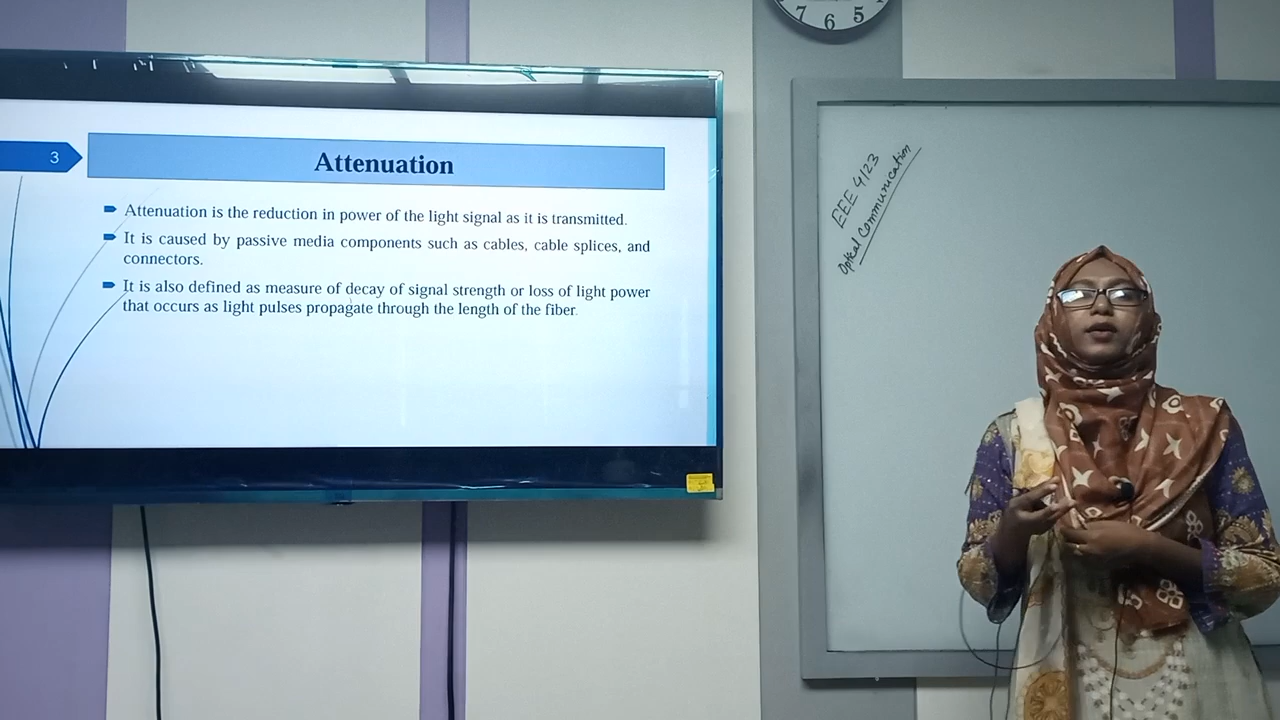 7 6 5
3
Attenuation
Attenuation is the reduction in power of the light signal as it is transmitted.
It is caused by passive media components such as cables, cable splices, and
connectors.
It is also defined as measure of decay of signal strength or loss of light power
that occurs as light pulses propagate through the length of the fiber.
EEE 4123
Optical Communication